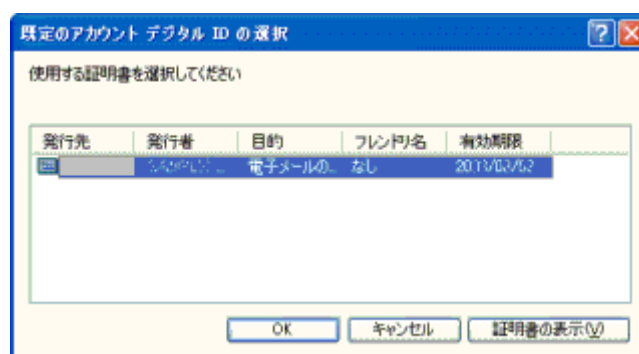 既定のアカウント デジタル ID の選択
使用する証明書を選択してください
発行先 発行者 目的 フレンドリ名 有効期限
電子メールの... なし
OK キャンセル 証明書の表示(V)